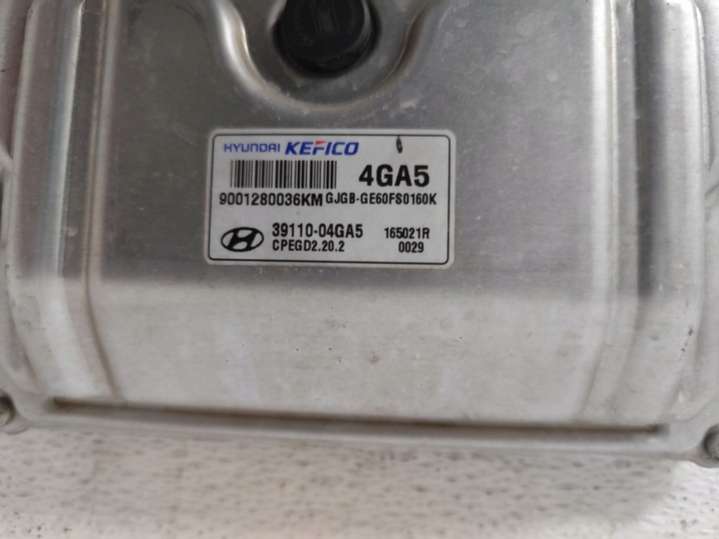 HYUNDAI KEFICO
4GA5
9001280036KM GJGB-GE60FS0160K
39110-04GA5 165021R
CPEGD2.20.2 0029